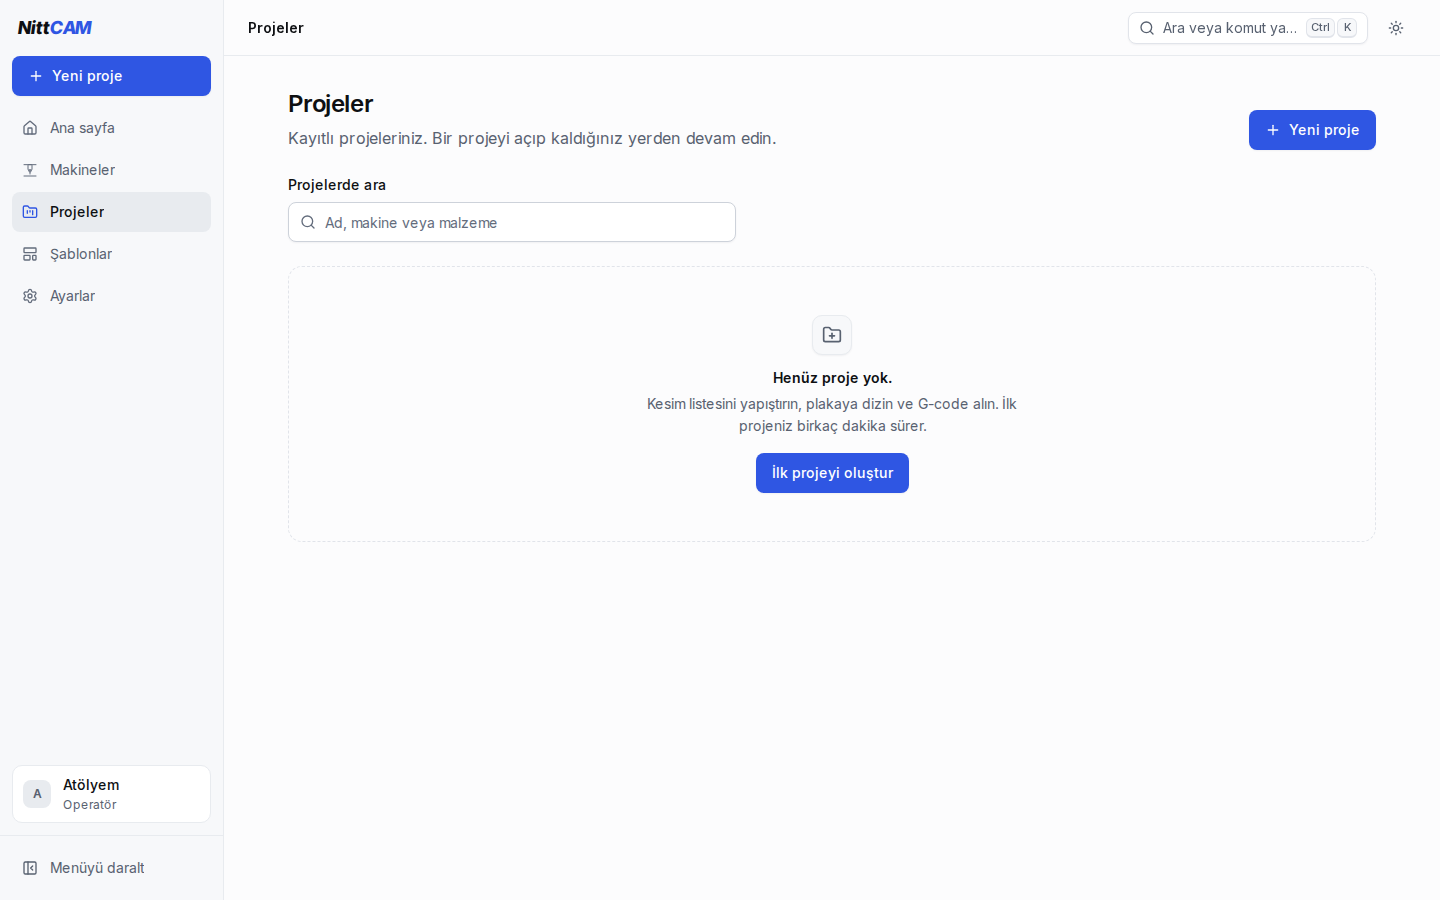 NittCAM
Yeni proje
Ana sayfa
Makineler
Projeler
Şablonlar
Ayarlar
Atölyem
A
Operatör
Menüyü daralt
Projeler
Ara veya komut ya...
Ctrl K
Projeler
Kayıtlı projeleriniz. Bir projeyi açıp kaldığınız yerden devam edin.
Yeni proje
Projelerde ara
Ad, makine veya malzeme
Henüz proje yok.
Kesim listesini yapıştırın, plakaya dizin ve G-code alın. İlk
projeniz birkaç dakika sürer.
İlk projeyi oluştur